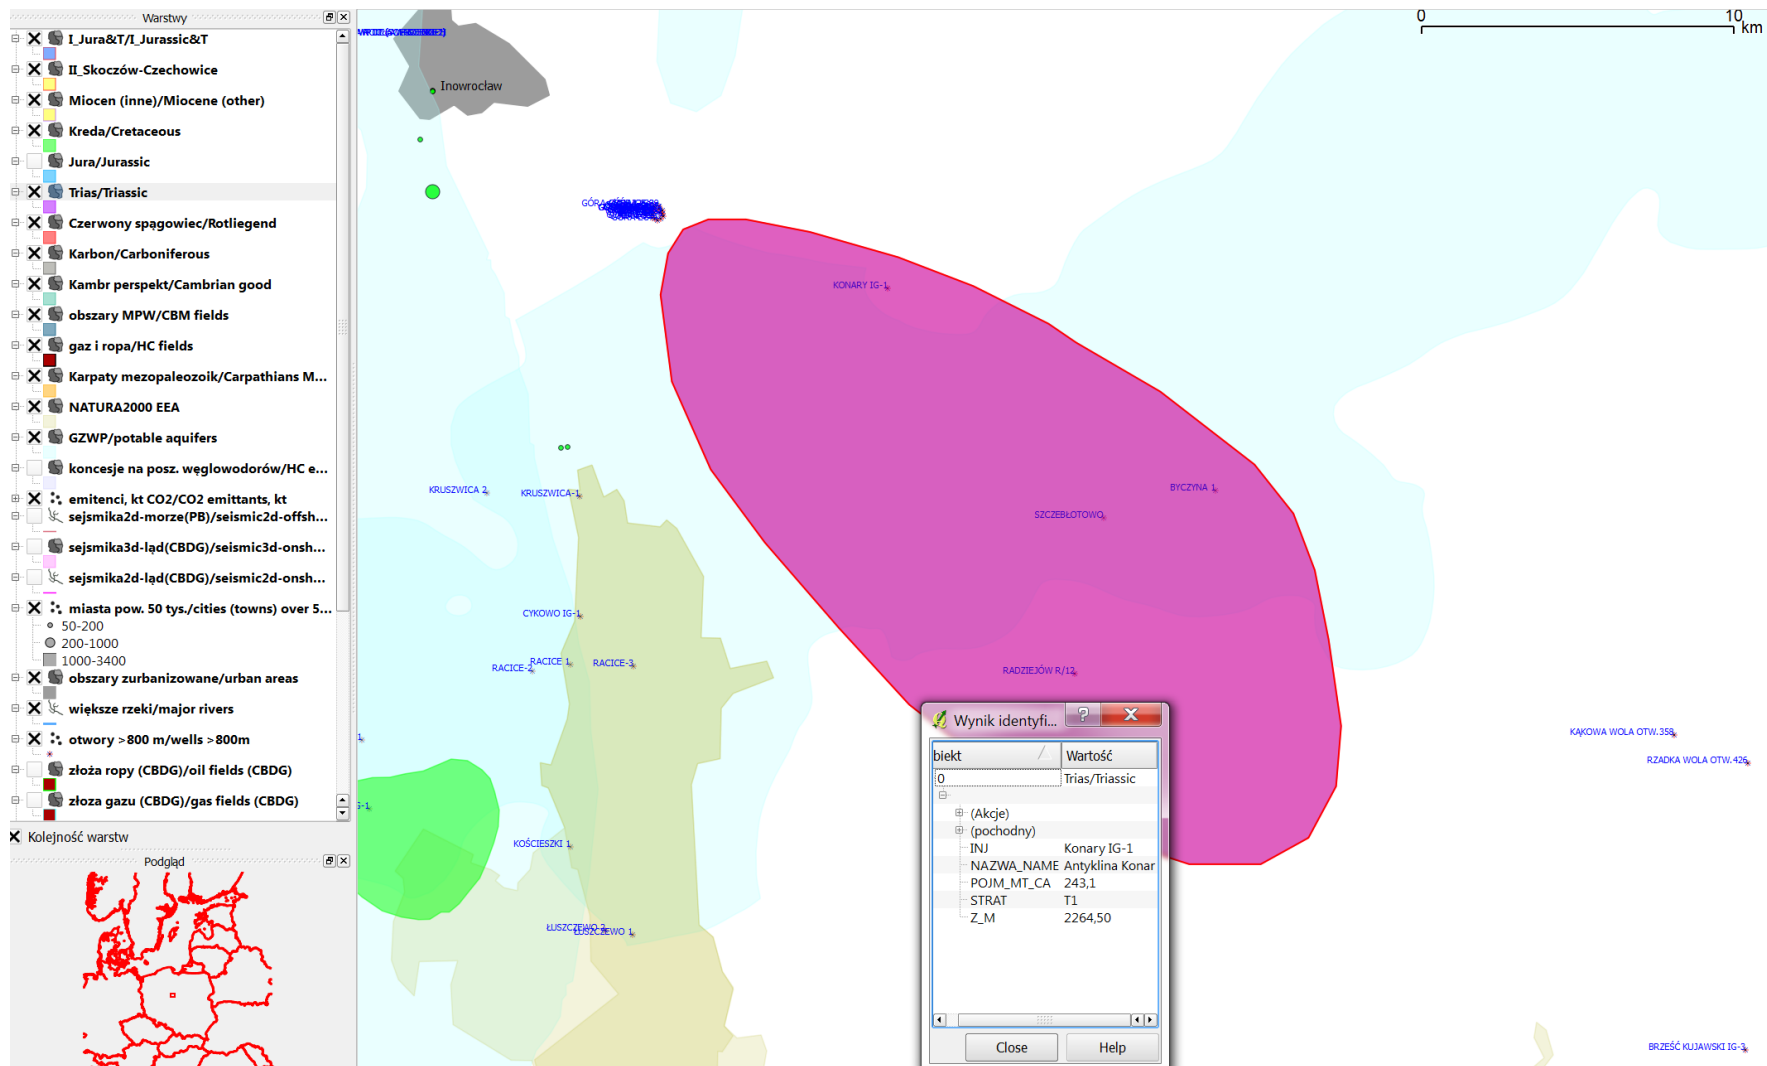 Warstwy
I_Jura&T/I_Jurassic&T
II_Skoczów-Czechowice
Miocen (inne)/Miocene (other)
Kreda/Cretaceous
Jura/Jurassic
Trias/Triassic
Czerwony spągowiec/Rotliegend
Karbon/Carboniferous
Kambr perspekt/Cambrian good
obszary MPW/CBM fields
gaz i ropa/HC fields
Karpaty mezopaleozoik/Carpathians M...
NATURA2000 EEA
GZWP/potable aquifers
koncesje na posz. węglowodorów/HC e...
emitenci, kt CO2/CO2 emittants, kt
sejsmika2d-morze(PB)/seismic2d-offsh...
sejsmika3d-ląd(CBDG)/seismic3d-onsh...
sejsmika2d-ląd(CBDG)/seismic2d-onsh...
miasta pow. 50 tys./cities (towns) over 5...
50-200
200-1000
1000-3400
obszary zurbanizowane/urban areas
większe rzeki/major rivers
otwory >800 m/wells >800m
złoża ropy (CBDG)/oil fields (CBDG)
złoza gazu (CBDG)/gas fields (CBDG)
Kolejność warstw
Podgląd
0 10
km
Inowrocław
KONARY IG-1
KRUSZWICA 2
KRUSZWICA-1
BYCZYNA 1
SZCZEBŁOTOWO
CYKOWO IG-1
RACICE-2
RACICE 1
RACICE-3
RADZIEJÓW R/12
KĄKOWA WOLA OTW.358
RZADKA WOLA OTW.426
KOŚCIESZKI 1
ŁUSZCZEWO 2
ŁUSZCZEWO 1
BRZEŚĆ KUJAWSKI IG-3
Wynik identyfi...
biekt Wartość
0 Trias/Triassic
(Akcje)
(pochodny)
INJ Konary IG-1
NAZWA_NAME Antyklina Konar
POJM_MT_CA 243,1
STRAT T1
Z_M 2264,50
Close Help